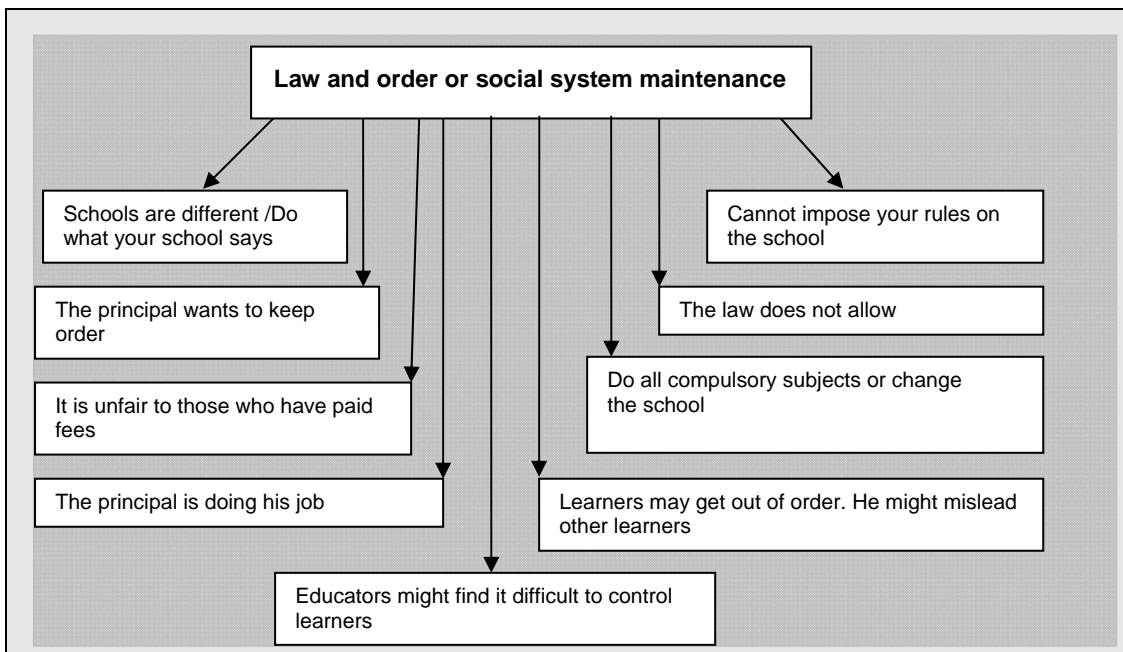 Law and order or social system maintenance
Schools are different /Do
what your school says
Cannot impose your rules on
the school
The principal wants to keep
order
The law does not allow
It is unfair to those who have paid
fees
Do all compulsory subjects or change
the school
The principal is doing his job
Learners may get out of order. He might mislead
other learners
Educators might find it difficult to control
learners